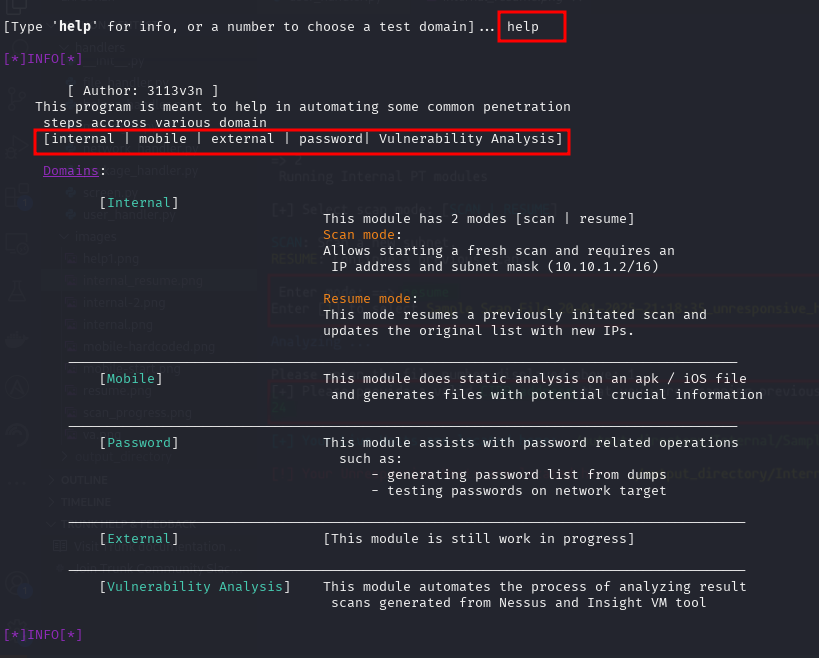 [Type 'help' for info, or a number to choose a test domain]... help
[*]INFO[*]
[ Author: 3113v3n ]
This program is meant to help in automating some common penetration
steps accross various domain
[internal | mobile | external | password| Vulnerability Analysis]
Domains:
[Internal]
This module has 2 modes [scan | resume]
Scan mode:
Allows starting a fresh scan and requires an
IP address and subnet mask (10.10.1.2/16)
Resume mode:
This mode resumes a previously initated scan and
updates the original list with new IPs.
[Mobile] This module does static analysis on an apk / iOS file
and generates files with potential crucial information
[Password] This module assists with password related operations
such as:
- generating password list from dumps
- testing passwords on network target
[External] [This module is still work in progress]
[Vulnerability Analysis] This module automates the process of analyzing result
scans generated from Nessus and Insight VM tool
[*]INFO[*]